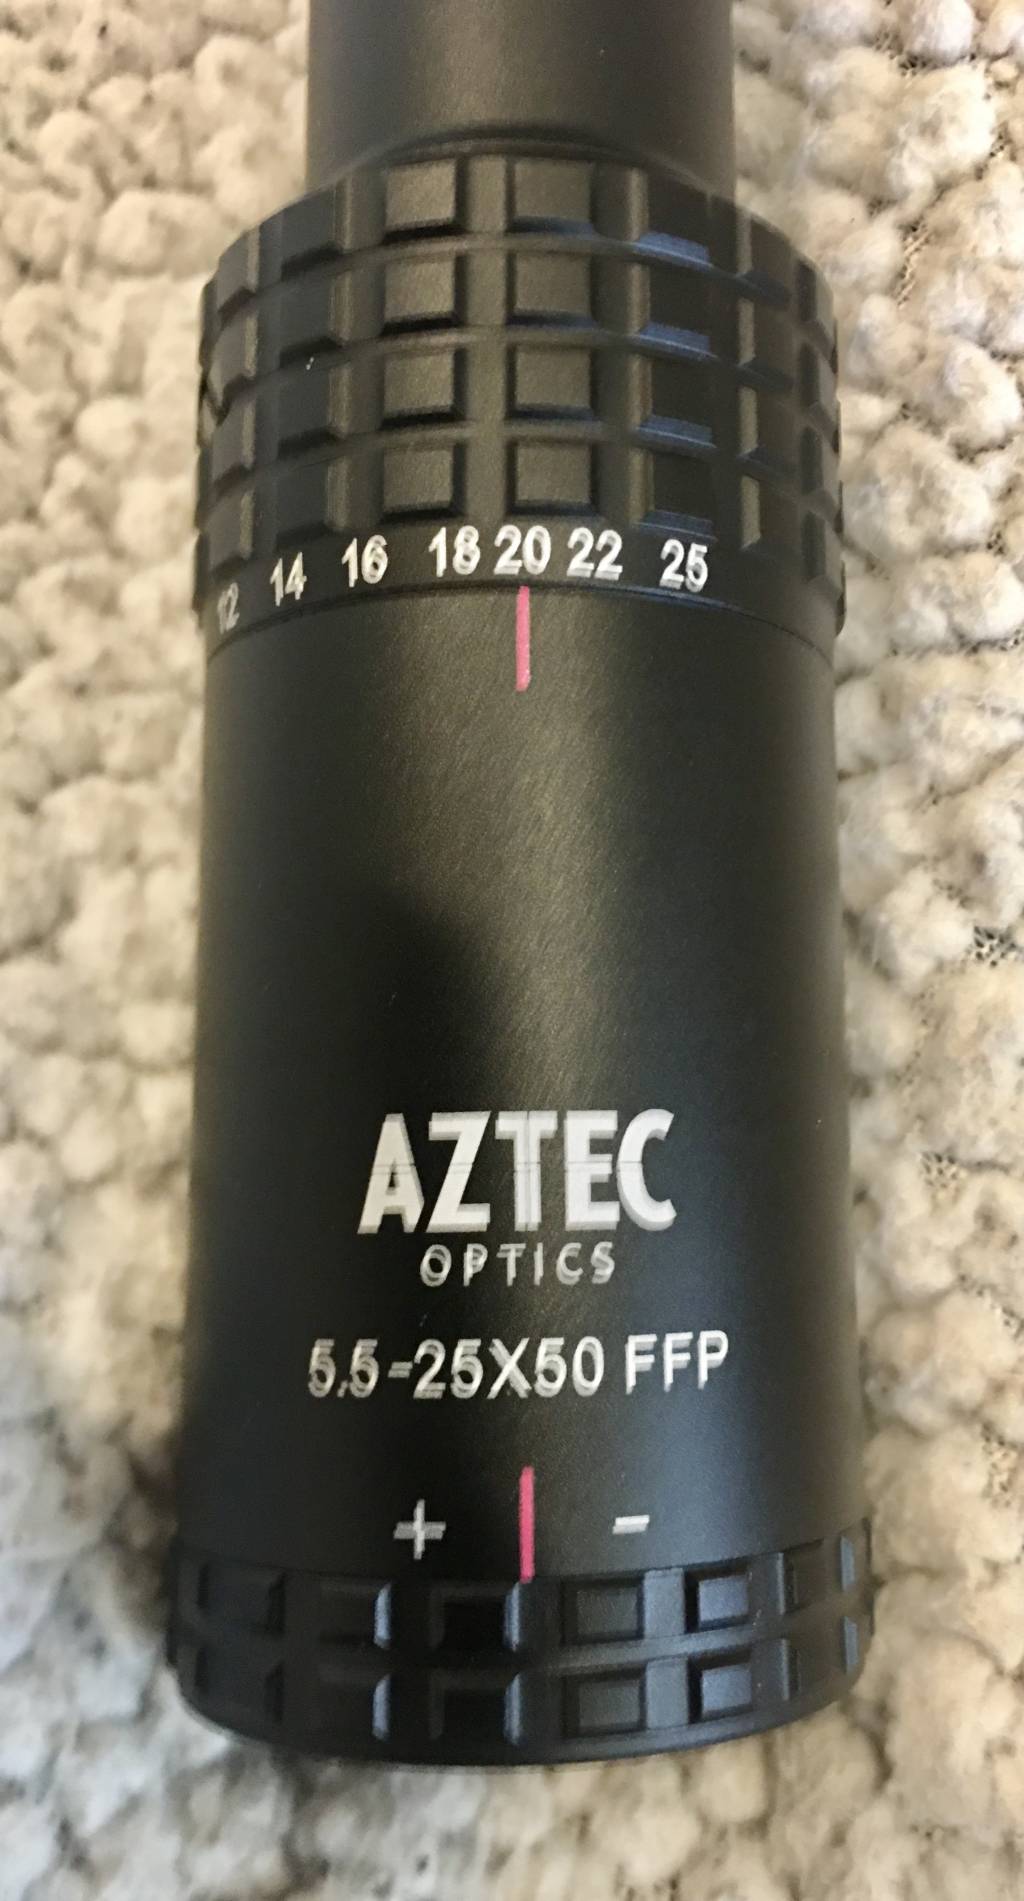 12 14 16 18 20 22 25
AZTEC
OPTICS
5.5-25X50 FFP
+ -